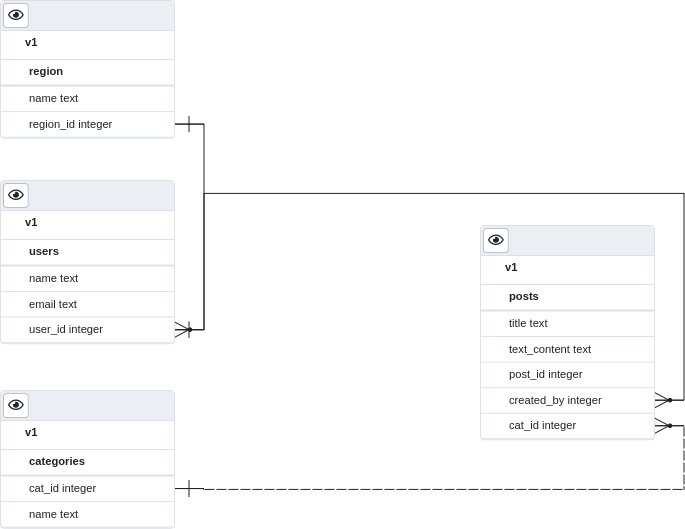 v1
region
name text
region_id integer
v1
users
name text
email text
user_id integer
v1
posts
title text
text_content text
post_id integer
created_by integer
cat_id integer
v1
categories
cat_id integer
name text